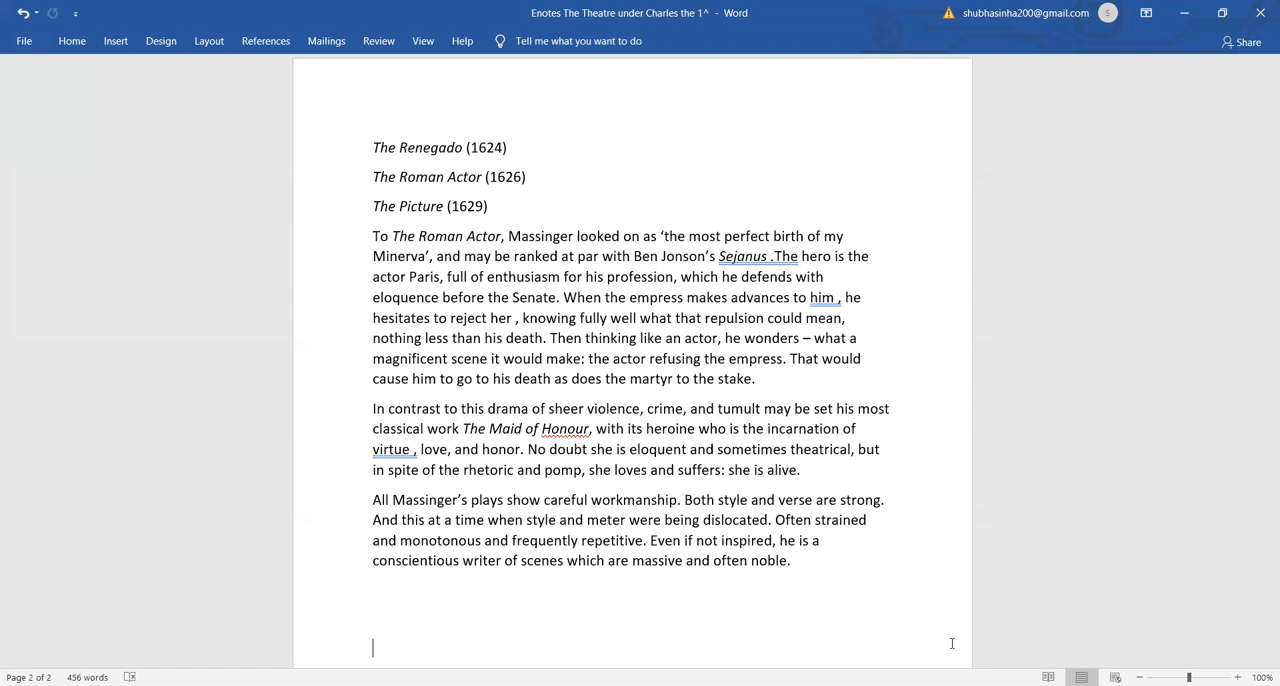 Enotes The Theatre under Charles the 1^ - Word
shubhasinha200@gmail.com
S
File Home Insert Design Layout References Mailings Review View Help Tell me what you want to do
Share
The Renegado (1624)
The Roman Actor (1626)
The Picture (1629)
To The Roman Actor, Massinger looked on as ‘the most perfect birth of my
Minerva’, and may be ranked at par with Ben Jonson’s Sejanus .The hero is the
actor Paris, full of enthusiasm for his profession, which he defends with
eloquence before the Senate. When the empress makes advances to him , he
hesitates to reject her , knowing fully well what that repulsion could mean,
nothing less than his death. Then thinking like an actor, he wonders – what a
magnificent scene it would make: the actor refusing the empress. That would
cause him to go to his death as does the martyr to the stake.
In contrast to this drama of sheer violence, crime, and tumult may be set his most
classical work The Maid of Honour, with its heroine who is the incarnation of
virtue , love, and honor. No doubt she is eloquent and sometimes theatrical, but
in spite of the rhetoric and pomp, she loves and suffers: she is alive.
All Massinger’s plays show careful workmanship. Both style and verse are strong.
And this at a time when style and meter were being dislocated. Often strained
and monotonous and frequently repetitive. Even if not inspired, he is a
conscientious writer of scenes which are massive and often noble.
Page 2 of 2 456 words 100%